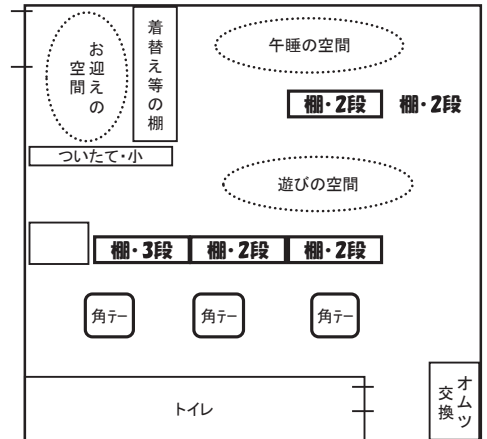 お迎えの
空間
着替え等の棚
午睡の空間
棚・2段
棚・2段
ついたて・小
遊びの空間
棚・3段
棚・2段
棚・2段
角テー
角テー
角テー
トイレ
オムツ
交換